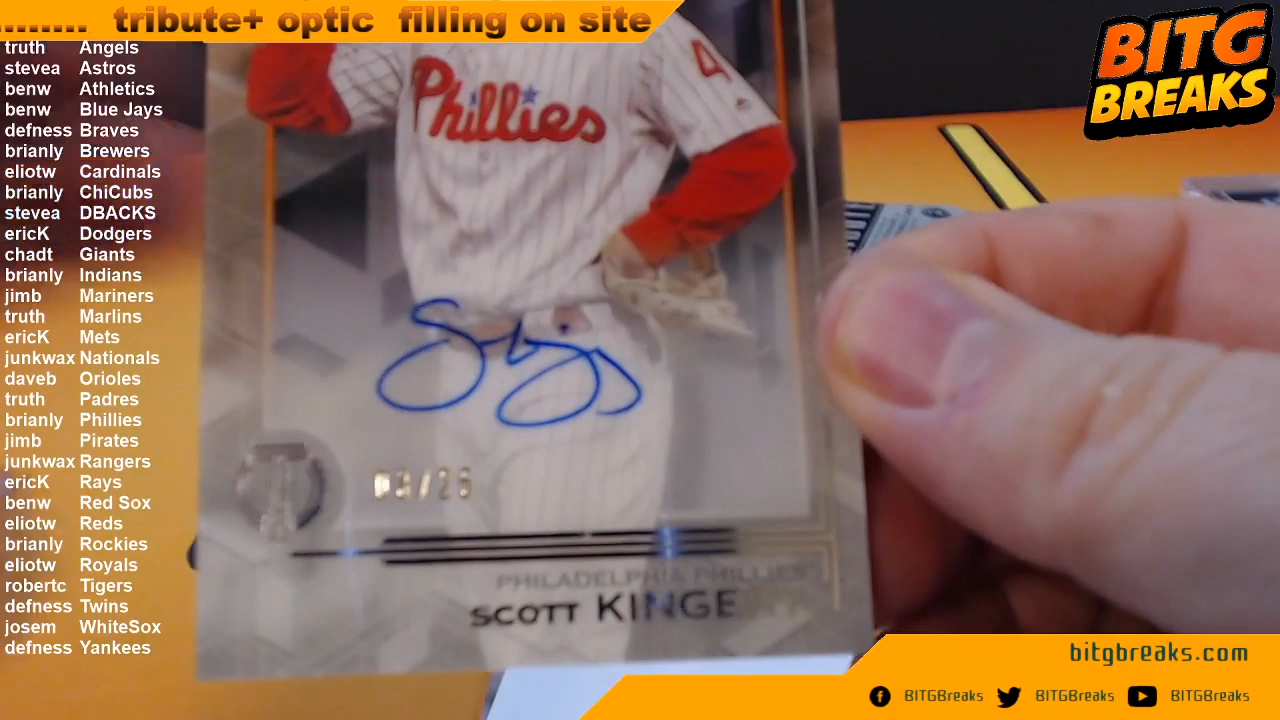 ........ tribute+ optic filling on site
BITG
BREAKS
truth Angels
stevea Astros
benw Athletics
benw Blue Jays
defness Braves
brianly Brewers
eliotw Cardinals
brianly ChiCubs
stevea DBACKS
ericK Dodgers
chadt Giants
brianly Indians
jimb Mariners
truth Marlins
ericK Mets
junkwax Nationals
daveb Orioles
truth Padres
brianly Phillies
jimb Pirates
junkwax Rangers
ericK Rays
benw Red Sox
eliotw Reds
brianly Rockies
eliotw Royals
robertc Tigers
defness Twins
josem WhiteSox
defness Yankees
Phillies
4
T
PHILADELPHIA PHILLIES
SCOTT KINGE
bitgbreaks.com
BITGBreaks BITGBreaks BITGBreaks